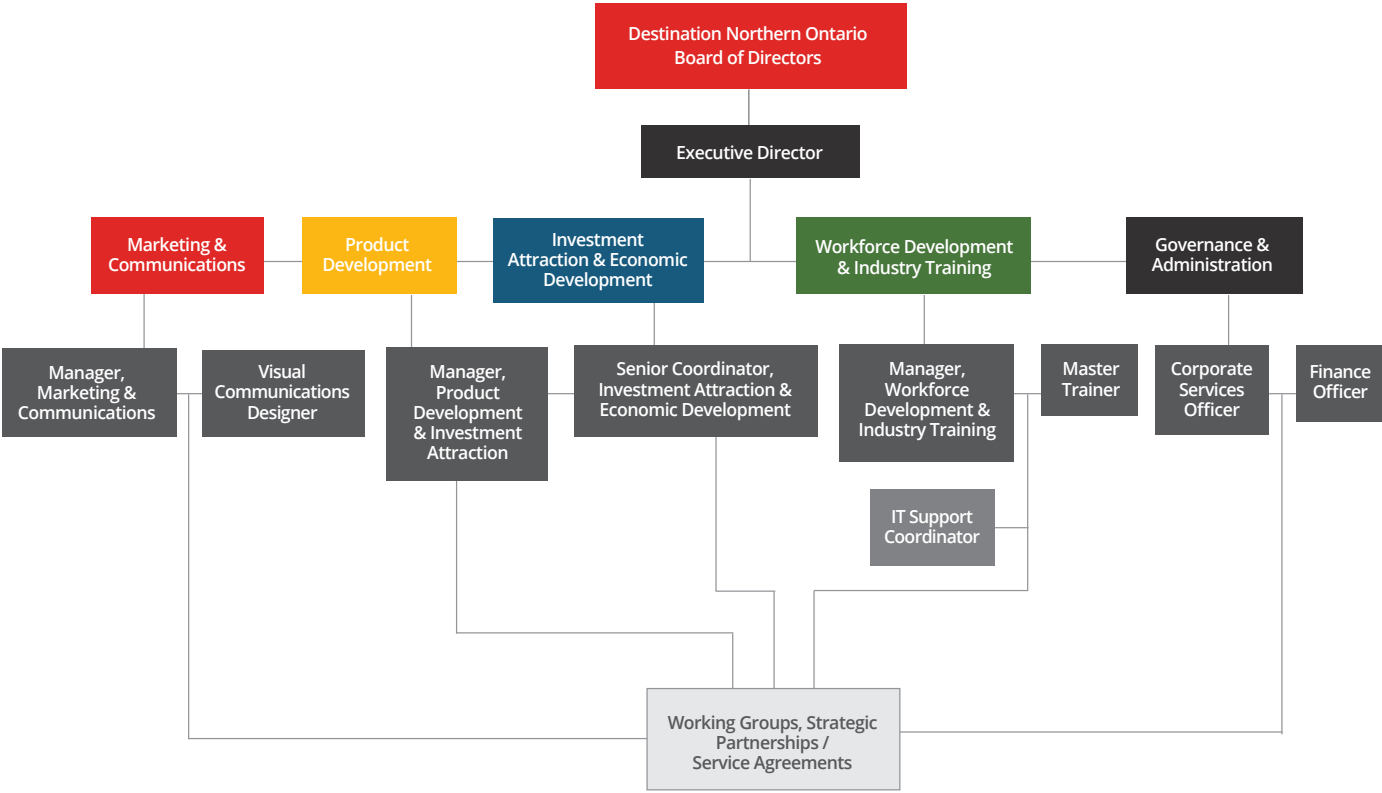 Destination Northern Ontario
Board of Directors
Executive Director
Marketing &
Communications
Product
Development
Investment
Attraction & Economic
Development
Workforce Development
& Industry Training
Governance &
Administration
Manager,
Marketing &
Communications
Visual
Communications
Designer
Manager,
Product
Development
& Investment
Attraction
Senior Coordinator,
Investment Attraction &
Economic Development
Manager,
Workforce
Development &
Industry Training
Master
Trainer
Corporate
Services
Officer
Finance
Officer
IT Support
Coordinator
Working Groups, Strategic
Partnerships /
Service Agreements